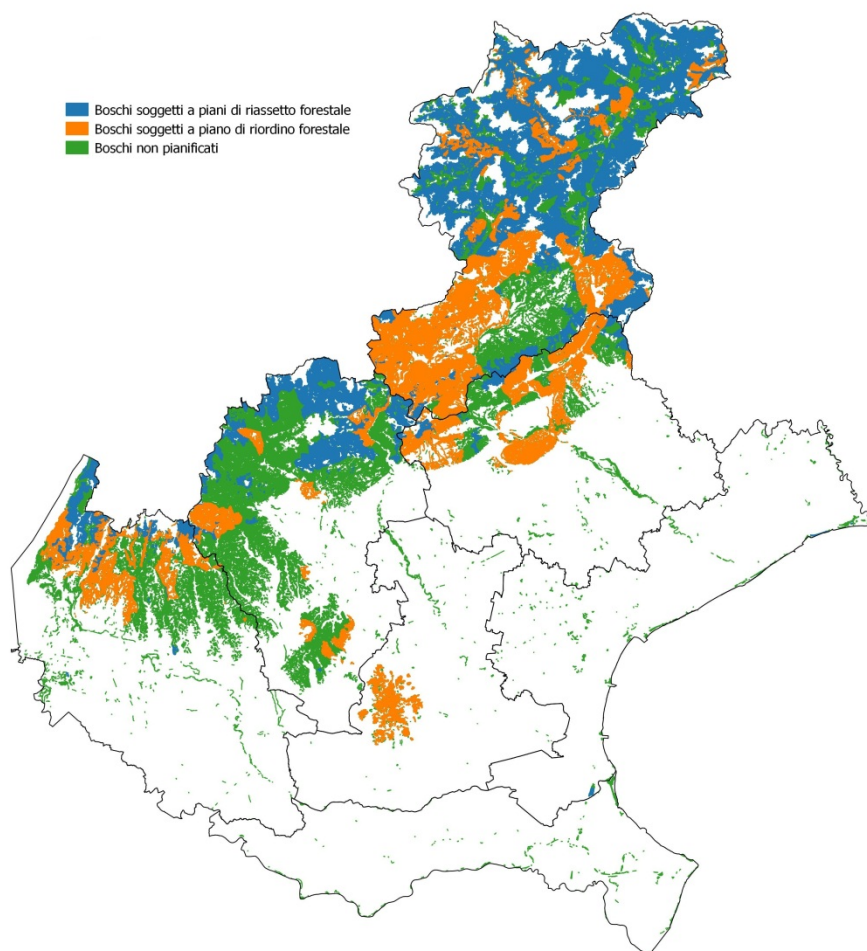 Boschi soggetti a piani di riassetto forestale
Boschi soggetti a piano di riordino forestale
Boschi non pianificati